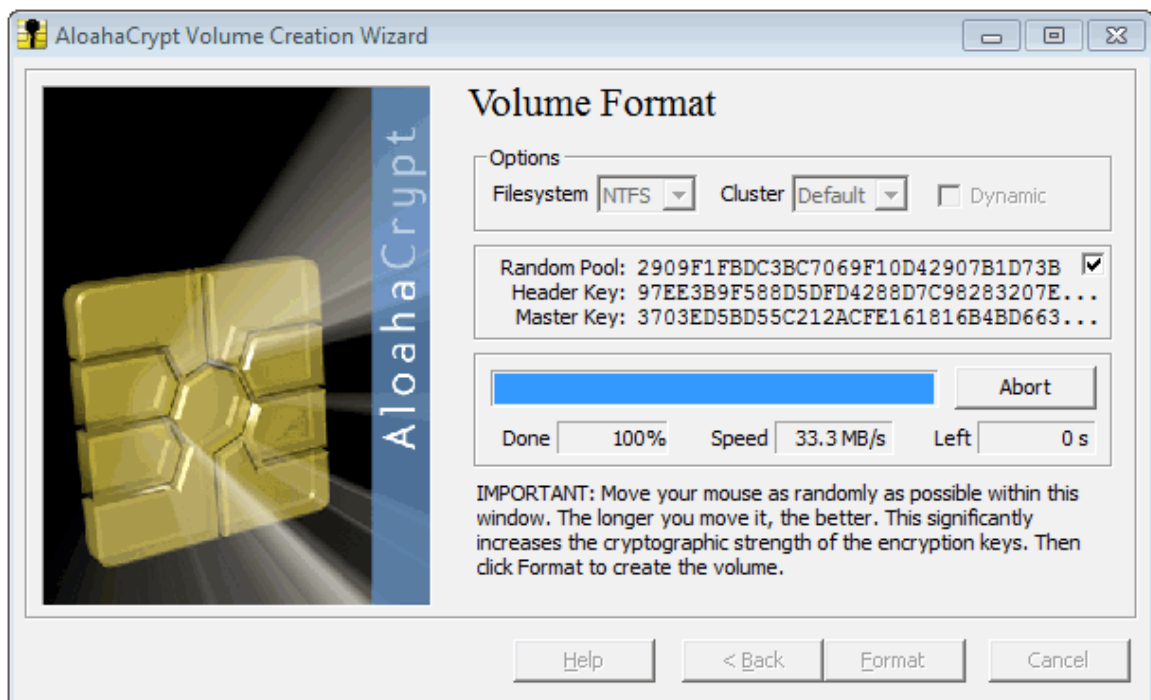 AloahaCrypt Volume Creation Wizard
AloahaCrypt
Volume Format
Options
Filesystem NTFS Cluster Default Dynamic
Random Pool: 2909F1FBDC3BC7069F10D42907B1D73B
Header Key: 97EE3B9F588D5DFD4288D7C98283207E...
Master Key: 3703ED5BD55C212ACFE161816B4BD663...
Abort
Done 100% Speed 33.3 MB/s Left 0 s
IMPORTANT: Move your mouse as randomly as possible within this
window. The longer you move it, the better. This significantly
increases the cryptographic strength of the encryption keys. Then
click Format to create the volume.
Help < Back Format Cancel